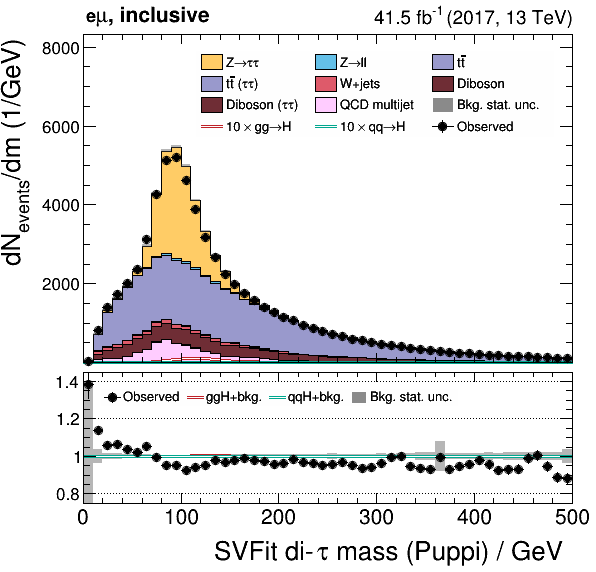 eμ, inclusive 41.5 fb⁻¹ (2017, 13 TeV)
dN_events/dm (1/GeV)
8000
6000
4000
2000
Z→ττ Z→ll tt̄
tt̄ (ττ) W+jets Diboson
Diboson (ττ) QCD multijet Bkg. stat. unc.
10 × gg→H 10 × qq→H Observed
1.4
1.2
1
0.8
Observed ggH+bkg. qqH+bkg. Bkg. stat. unc.
0 100 200 300 400 500
SVFit di-τ mass (Puppi) / GeV